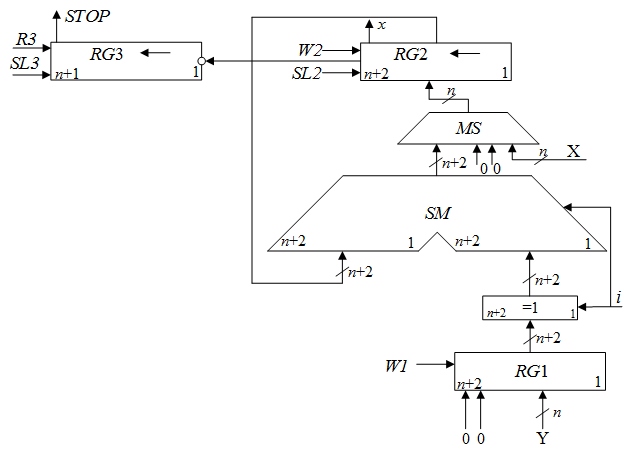 STOP
x
R3
RG3
W2
RG2
SL3
n+1
1
SL2
n+2
1
n
MS
n+2
0 0
n
X
SM
n+2
1
n+2
1
n+2
n+2
i
=1
n+2
1
n+2
W1
RG1
n+2
1
n
0 0
Y